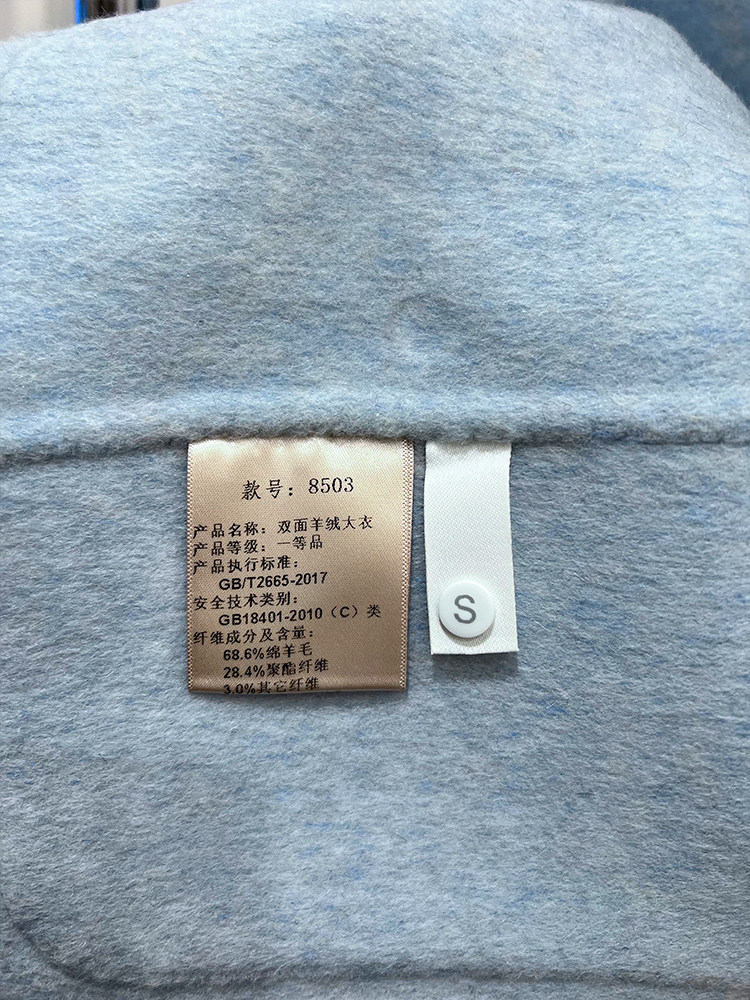 款号：8503
产品名称：双面羊绒大衣
产品等级：一等品
产品执行标准：
GB/T2665-2017
安全技术类别：
GB18401-2010（C）类
纤维成分及含量：
68.6%绵羊毛
28.4%聚酯纤维
3.0%其它纤维
S